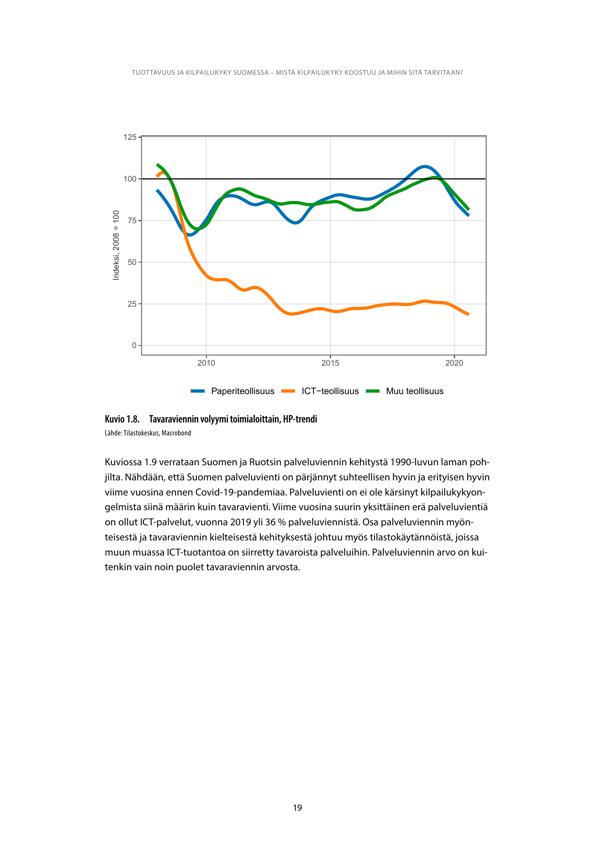 TUOTTAVUUS JA KILPAILUKYKY SUOMESSA – MISTÄ KILPAILUKYKY KOOSTUU JA MIHIN SITÄ TARVITAAN?
125
100
75
50
25
0
Indeksi, 2008 = 100
2010 2015 2020
Paperiteollisuus ICT−teollisuus Muu teollisuus
Kuvio 1.8. Tavaraviennin volyymi toimialoittain, HP-trendi
Lähde: Tilastokeskus, Macrobond
Kuviossa 1.9 verrataan Suomen ja Ruotsin palveluviennin kehitystä 1990-luvun laman poh-
jilta. Nähdään, että Suomen palveluvienti on pärjännyt suhteellisen hyvin ja erityisen hyvin
viime vuosina ennen Covid-19-pandemiaa. Palveluvienti on ei ole kärsinyt kilpailukykyon-
gelmista siinä määrin kuin tavaravienti. Viime vuosina suurin yksittäinen erä palveluvientiä
on ollut ICT-palvelut, vuonna 2019 yli 36 % palveluviennistä. Osa palveluviennin myön-
teisestä ja tavaraviennin kielteisestä kehityksestä johtuu myös tilastokäytännöistä, joissa
muun muassa ICT-tuotantoa on siirretty tavaroista palveluihin. Palveluviennin arvo on kui-
tenkin vain noin puolet tavaraviennin arvosta.
19